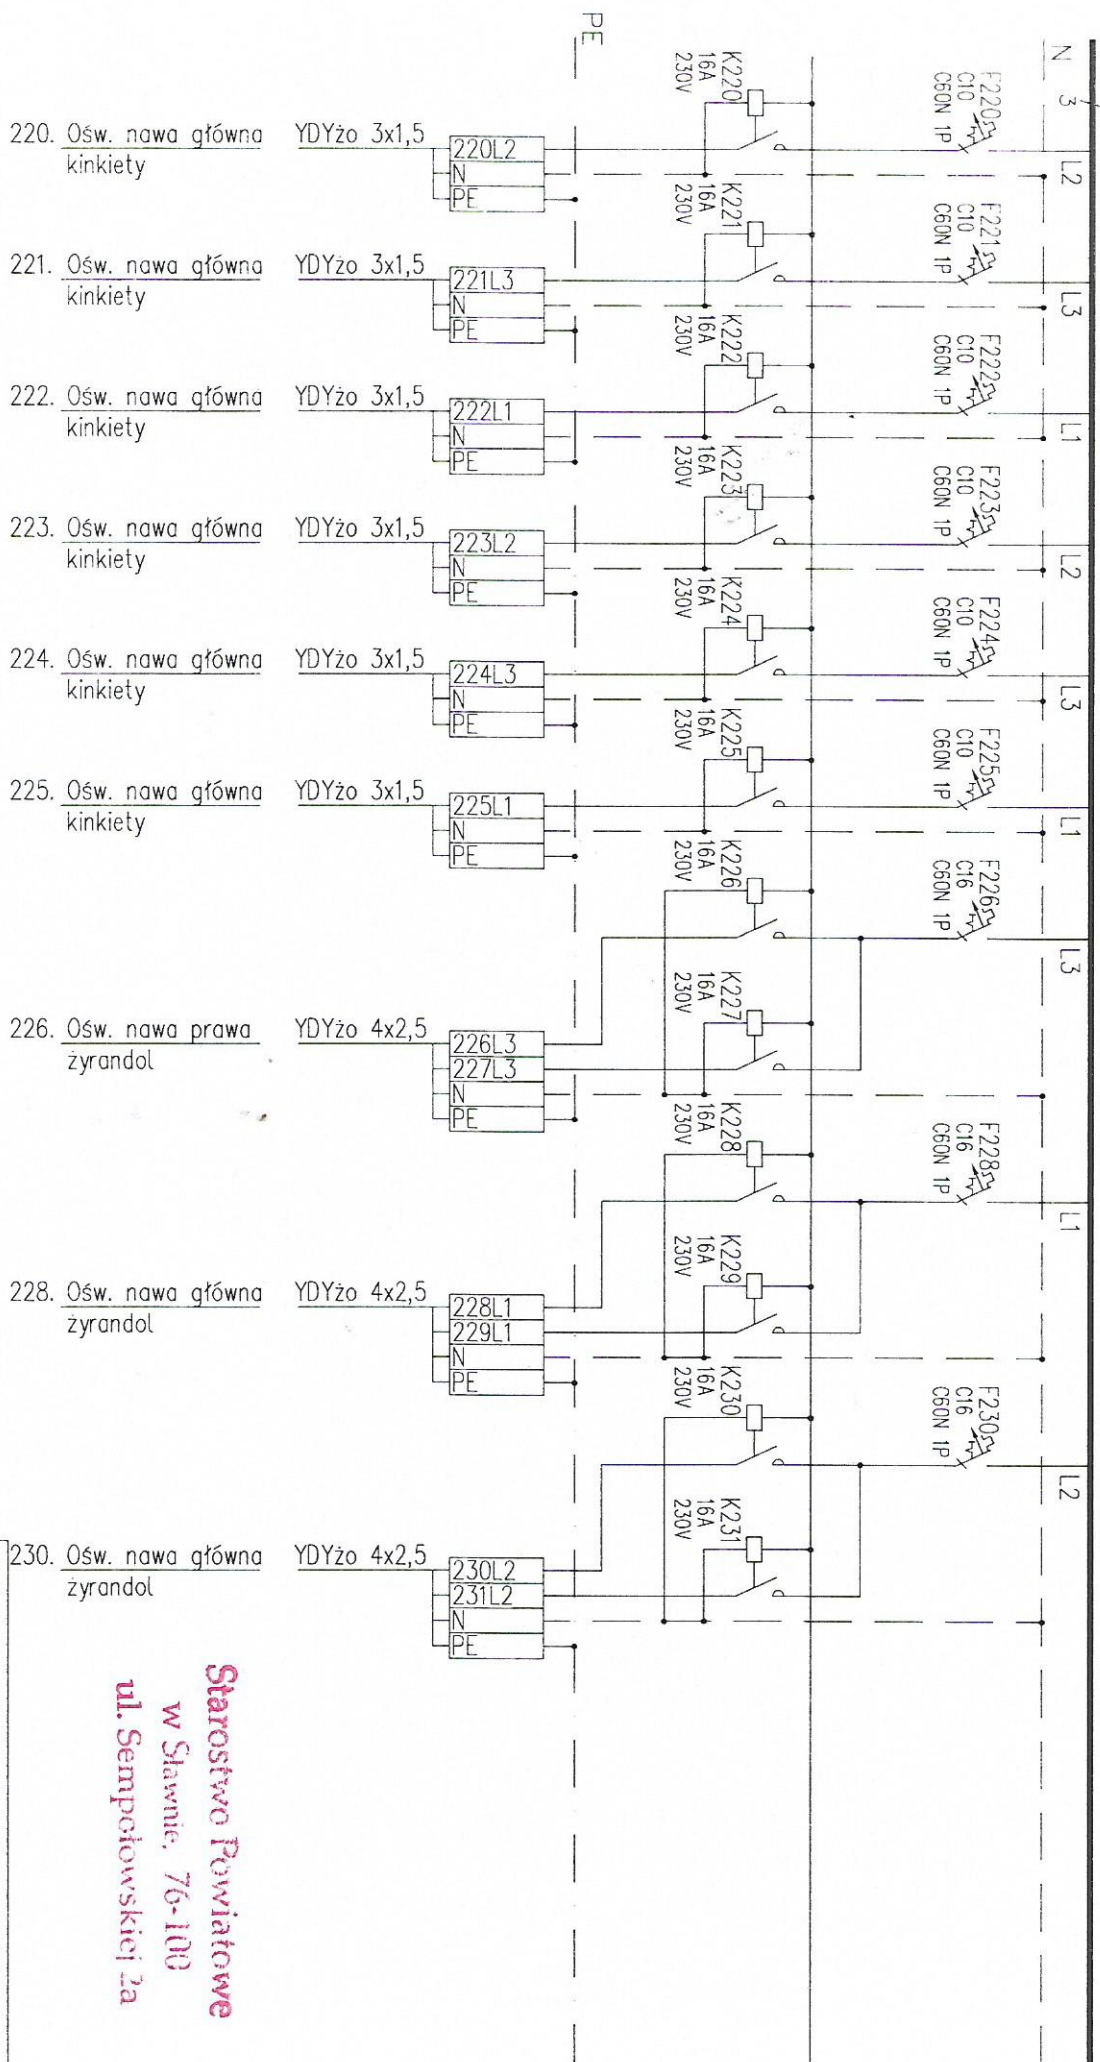 PE
N
3
F220
C10
C60N 1P
L2
K220
16A
230V
220. Ośw. nawa główna
kinkiety
YDYżo 3x1,5
220L2
N
PE
F221
C10
C60N 1P
L3
K221
16A
230V
221. Ośw. nawa główna
kinkiety
YDYżo 3x1,5
221L3
N
PE
F222
C10
C60N 1P
L1
K222
16A
230V
222. Ośw. nawa główna
kinkiety
YDYżo 3x1,5
222L1
N
PE
F223
C10
C60N 1P
L2
K223
16A
230V
223. Ośw. nawa główna
kinkiety
YDYżo 3x1,5
223L2
N
PE
F224
C10
C60N 1P
L3
K224
16A
230V
224. Ośw. nawa główna
kinkiety
YDYżo 3x1,5
224L3
N
PE
F225
C10
C60N 1P
L1
K225
16A
230V
225. Ośw. nawa główna
kinkiety
YDYżo 3x1,5
225L1
N
PE
F226
C16
C60N 1P
L3
K226
16A
230V
K227
16A
230V
226. Ośw. nawa prawa
żyrandol
YDYżo 4x2,5
226L3
227L3
N
PE
F228
C16
C60N 1P
L1
K228
16A
230V
K229
16A
230V
228. Ośw. nawa główna
żyrandol
YDYżo 4x2,5
228L1
229L1
N
PE
F230
C16
C60N 1P
L2
K230
16A
230V
K231
16A
230V
230. Ośw. nawa główna
żyrandol
YDYżo 4x2,5
230L2
231L2
N
PE
Starostwo Powiatowe
w Sławnie, 76-100
ul. Sempołowskiej 2a